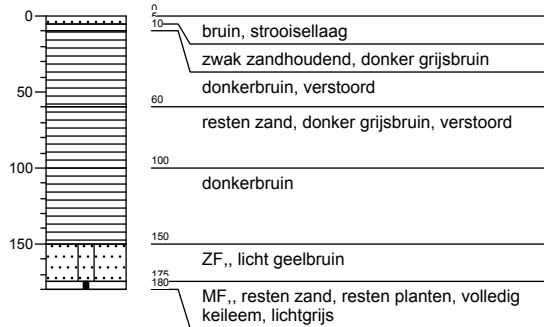 0
50
100
150
0
5
10
bruin, strooisellaag
zwak zandhoudend, donker grijsbruin
donkerbruin, verstoord
60
resten zand, donker grijsbruin, verstoord
100
donkerbruin
150
ZF,, licht geelbruin
175
180
MF,, resten zand, resten planten, volledig
keileem, lichtgrijs